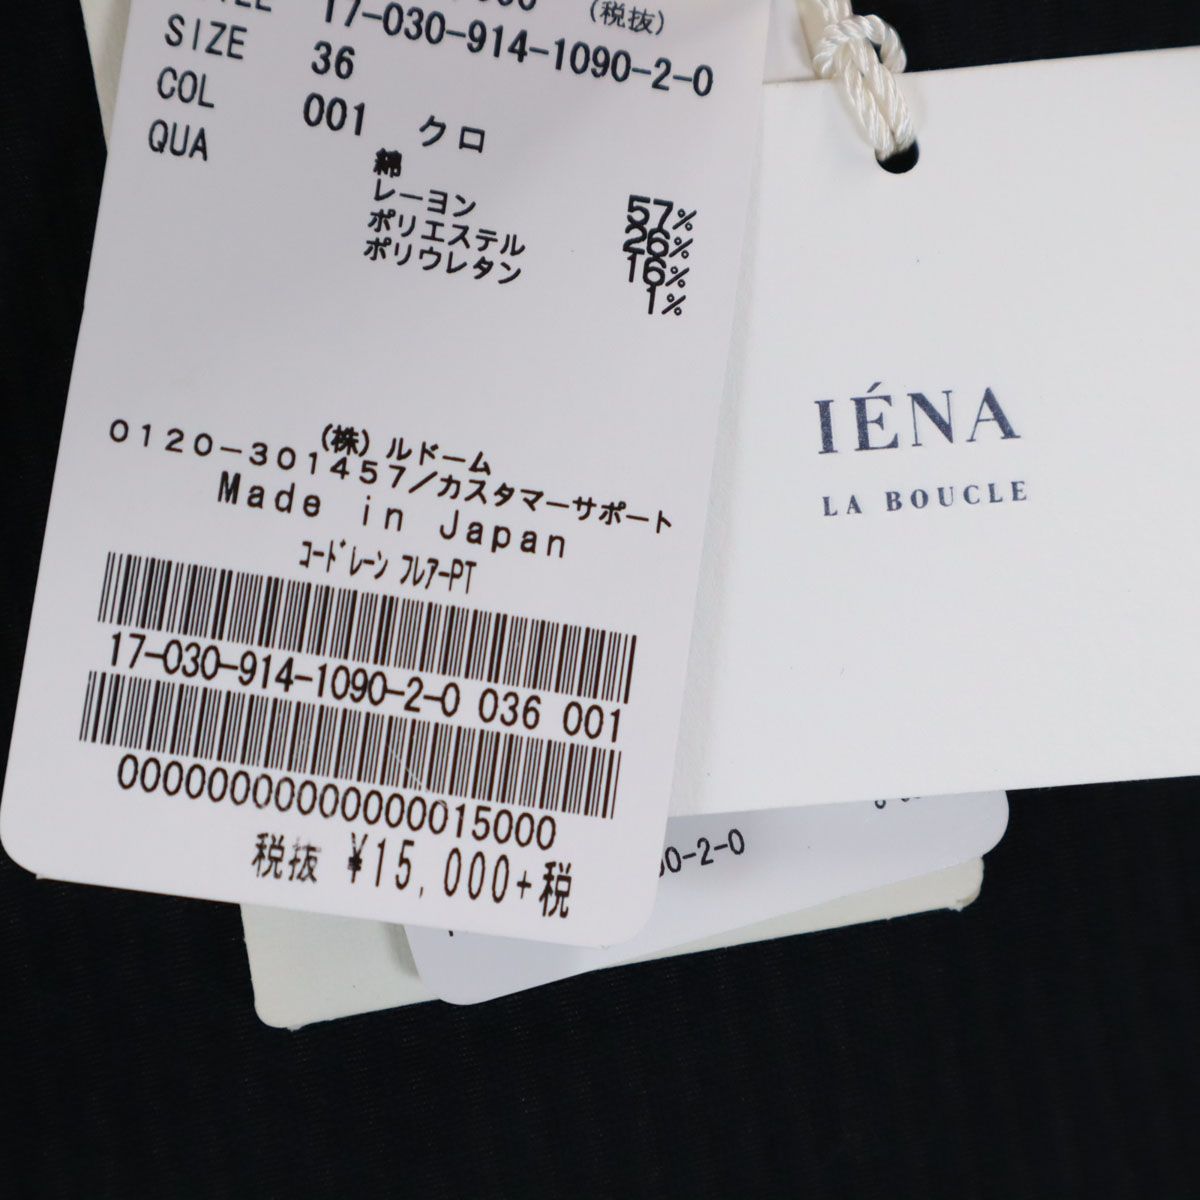 (税抜)
17-030-914-1090-2-0
SIZE 36
COL 001 クロ
QUA
綿 57%
レーヨン 26%
ポリエステル 16%
ポリウレタン 1%
(株)ルドーム
0120-301457/カスタマーサポート
Made in Japan
コードレーン フレアーPT
17-030-914-1090-2-0 036 001
0000000000000015000
税抜 ¥15,000+税
IÉNA
LA BOUCLE
0-2-0